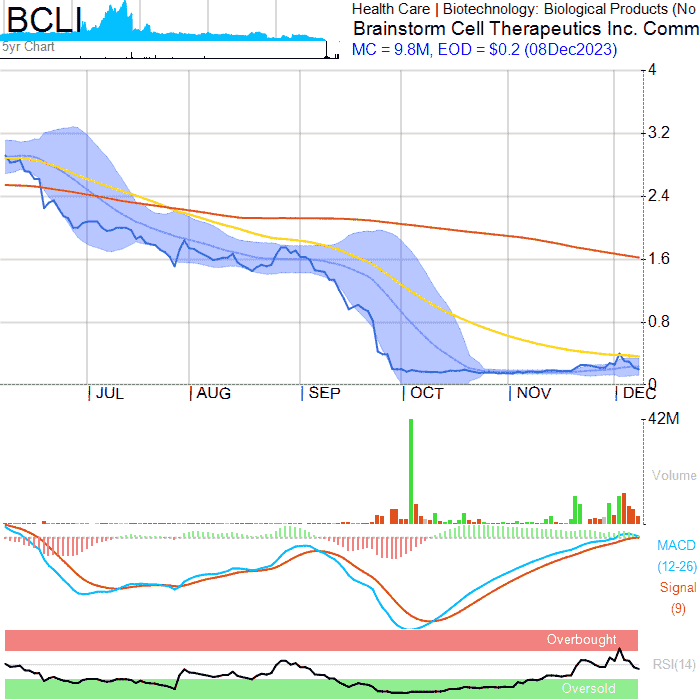 BCLI
5yr Chart
Health Care | Biotechnology: Biological Products (No
Brainstorm Cell Therapeutics Inc. Comm
MC = 9.8M, EOD = $0.2 (08Dec2023)
4
3.2
2.4
1.6
0.8
0
| JUL | AUG | SEP | OCT | NOV | DEC
42M
Volume
MACD
(12-26)
Signal
(9)
Overbought
RSI(14)
Oversold